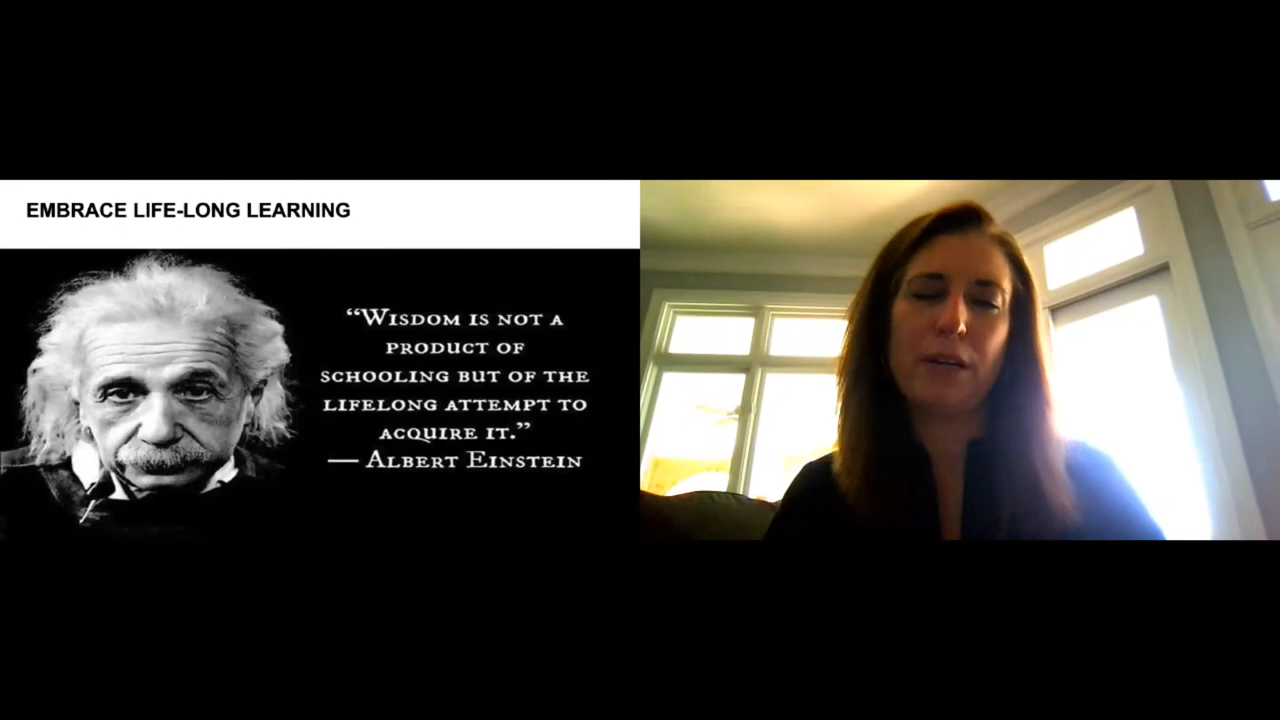 EMBRACE LIFE-LONG LEARNING
“WISDOM IS NOT A
PRODUCT OF
SCHOOLING BUT OF THE
LIFELONG ATTEMPT TO
ACQUIRE IT.”
— ALBERT EINSTEIN